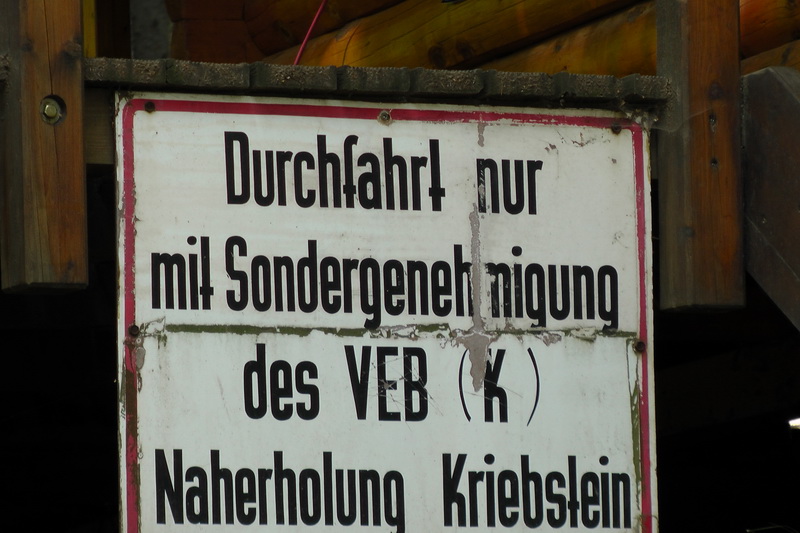 Durchfahrt nur
mit Sondergenehmigung
des VEB (K)
Naherholung Kriebstein